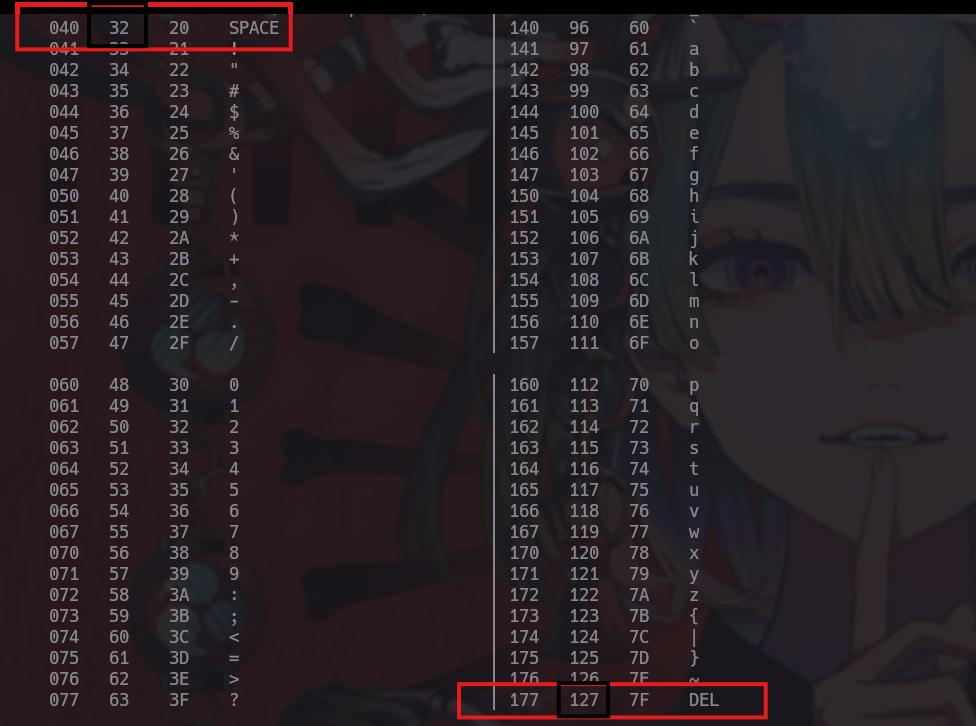 040 32 20 SPACE 140 96 60 `
041 33 21 ! 141 97 61 a
042 34 22 " 142 98 62 b
043 35 23 # 143 99 63 c
044 36 24 $ 144 100 64 d
045 37 25 % 145 101 65 e
046 38 26 & 146 102 66 f
047 39 27 ' 147 103 67 g
050 40 28 ( 150 104 68 h
051 41 29 ) 151 105 69 i
052 42 2A * 152 106 6A j
053 43 2B + 153 107 6B k
054 44 2C , 154 108 6C l
055 45 2D - 155 109 6D m
056 46 2E . 156 110 6E n
057 47 2F / 157 111 6F o
060 48 30 0 160 112 70 p
061 49 31 1 161 113 71 q
062 50 32 2 162 114 72 r
063 51 33 3 163 115 73 s
064 52 34 4 164 116 74 t
065 53 35 5 165 117 75 u
066 54 36 6 166 118 76 v
067 55 37 7 167 119 77 w
070 56 38 8 170 120 78 x
071 57 39 9 171 121 79 y
072 58 3A : 172 122 7A z
073 59 3B ; 173 123 7B {
074 60 3C < 174 124 7C |
075 61 3D = 175 125 7D }
076 62 3E > 176 126 7E ~
077 63 3F ? 177 127 7F DEL